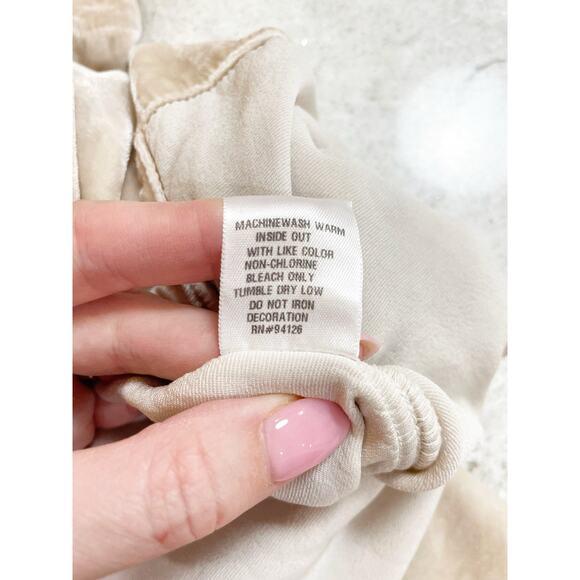 MACHINEWASH WARM
INSIDE OUT
WITH LIKE COLOR
NON-CHLORINE
BLEACH ONLY
TUMBLE DRY LOW
DO NOT IRON
DECORATION
RN#94126